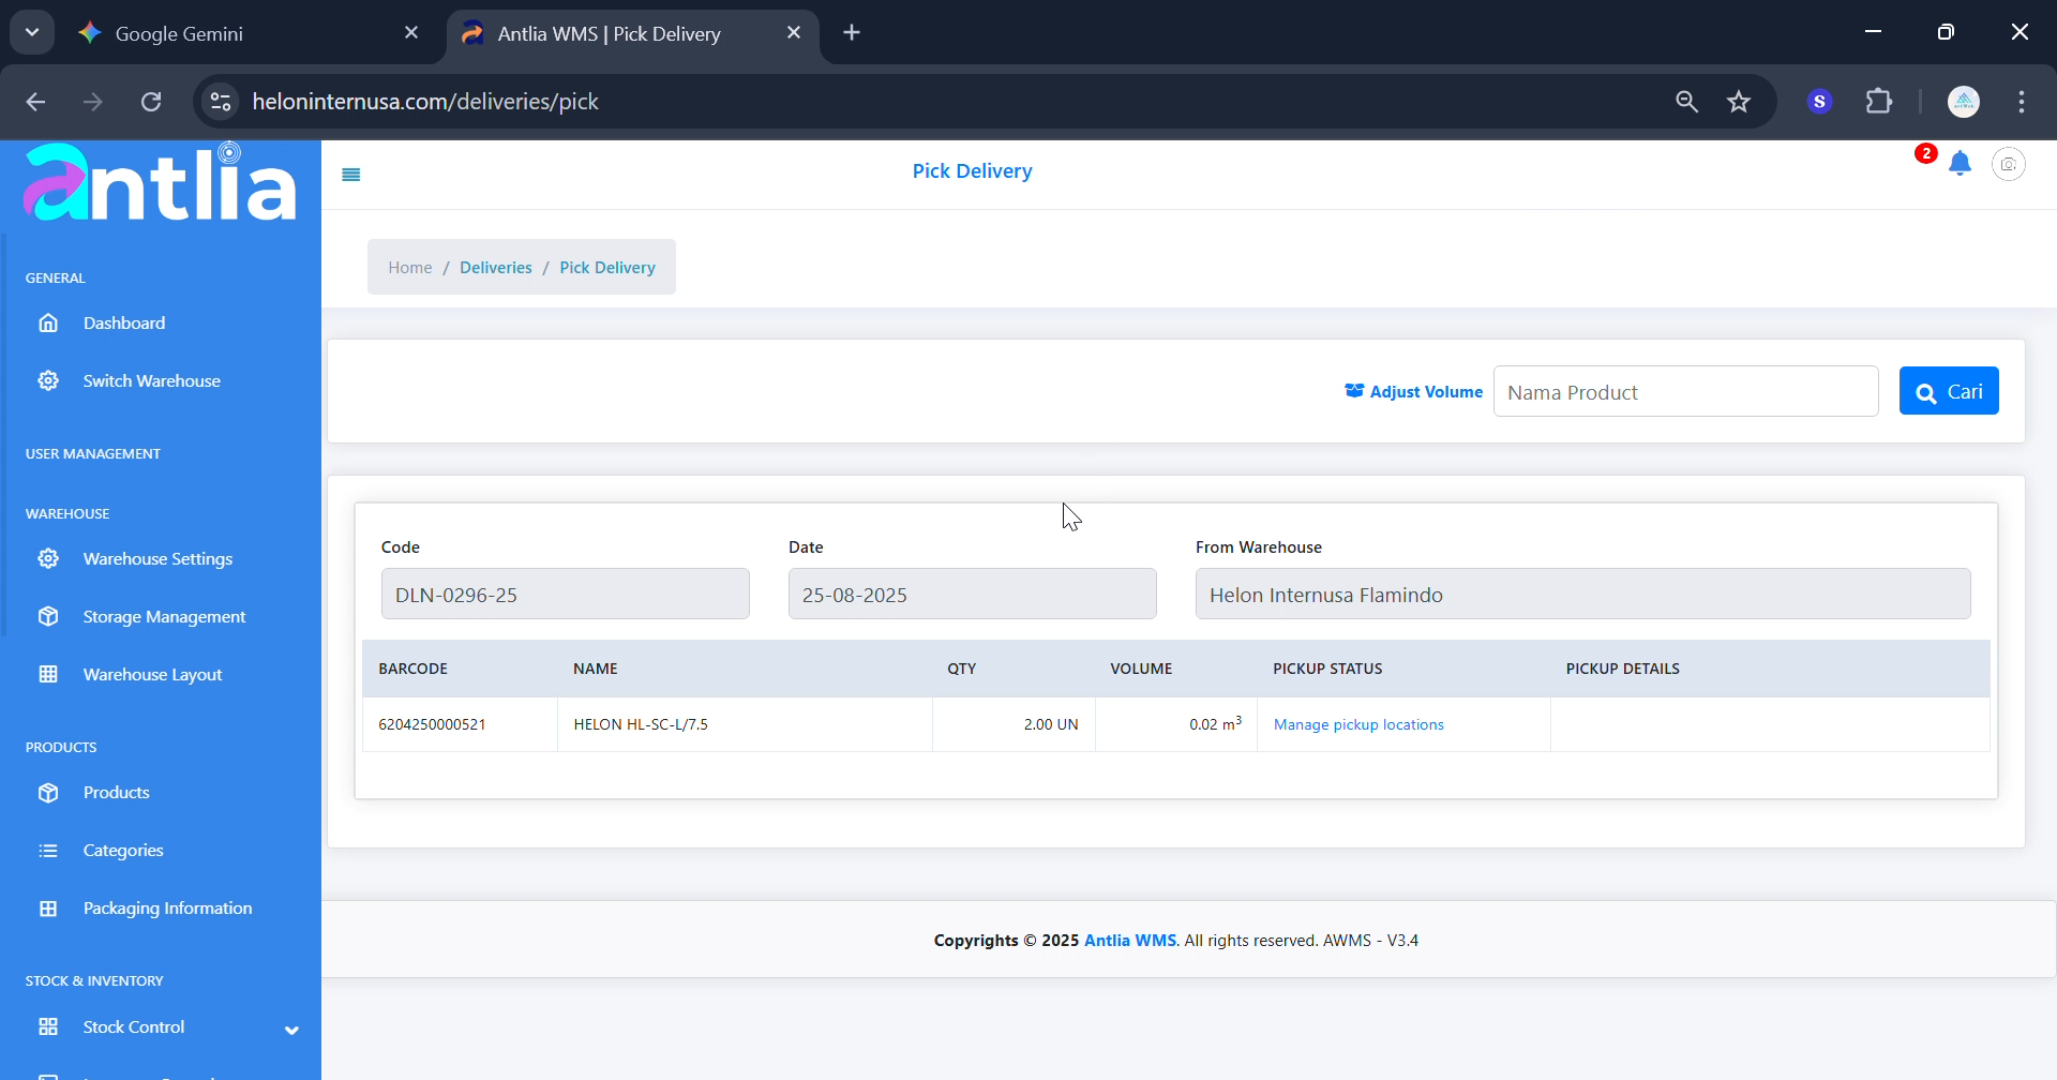 Google Gemini
Antlia WMS | Pick Delivery
heloninternusa.com/deliveries/pick
S
antlia
Pick Delivery
2
Home / Deliveries / Pick Delivery
GENERAL
Dashboard
Switch Warehouse
USER MANAGEMENT
WAREHOUSE
Warehouse Settings
Storage Management
Warehouse Layout
PRODUCTS
Products
Categories
Packaging Information
STOCK & INVENTORY
Stock Control
Adjust Volume Nama Product Cari
Code Date From Warehouse
DLN-0296-25 25-08-2025 Helon Internusa Flamindo
BARCODE NAME QTY VOLUME PICKUP STATUS PICKUP DETAILS
6204250000521 HELON HL-SC-L/7.5 2.00 UN 0.02 m³ Manage pickup locations
Copyrights © 2025 Antlia WMS. All rights reserved. AWMS - V3.4